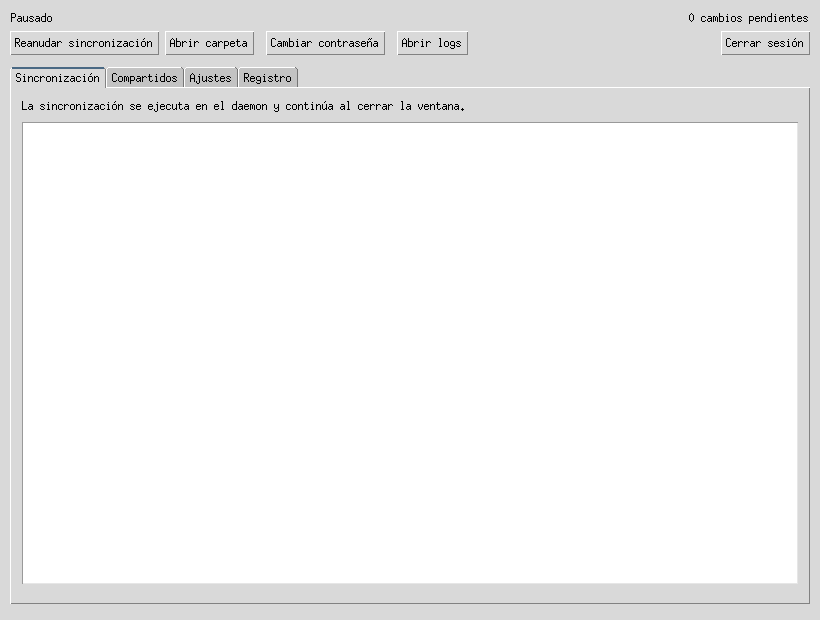 Pausado
0 cambios pendientes
Reanudar sincronización
Abrir carpeta
Cambiar contraseña
Abrir logs
Cerrar sesión
Sincronización
Compartidos
Ajustes
Registro
La sincronización se ejecuta en el daemon y continúa al cerrar la ventana.